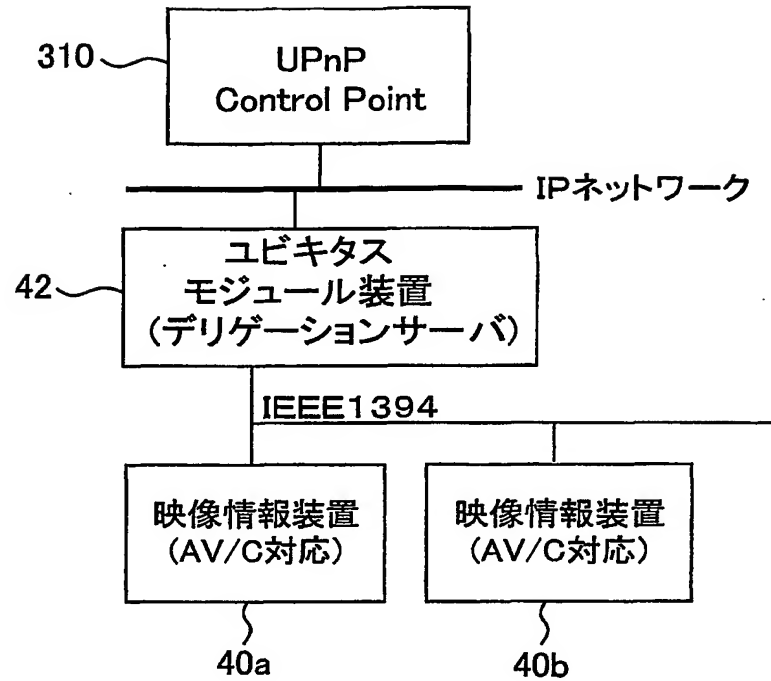 310
UPnP
Control Point
IPネットワーク
42
ユビキタス
モジュール装置
(デリゲーションサーバ)
IEEE1394
映像情報装置
(AV/C対応)
映像情報装置
(AV/C対応)
40a
40b